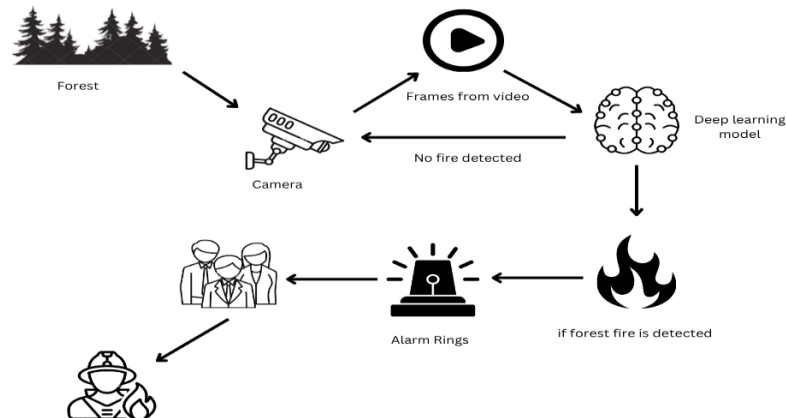 Forest
Frames from video
Deep learning
model
No fire detected
Camera
if forest fire is detected
Alarm Rings